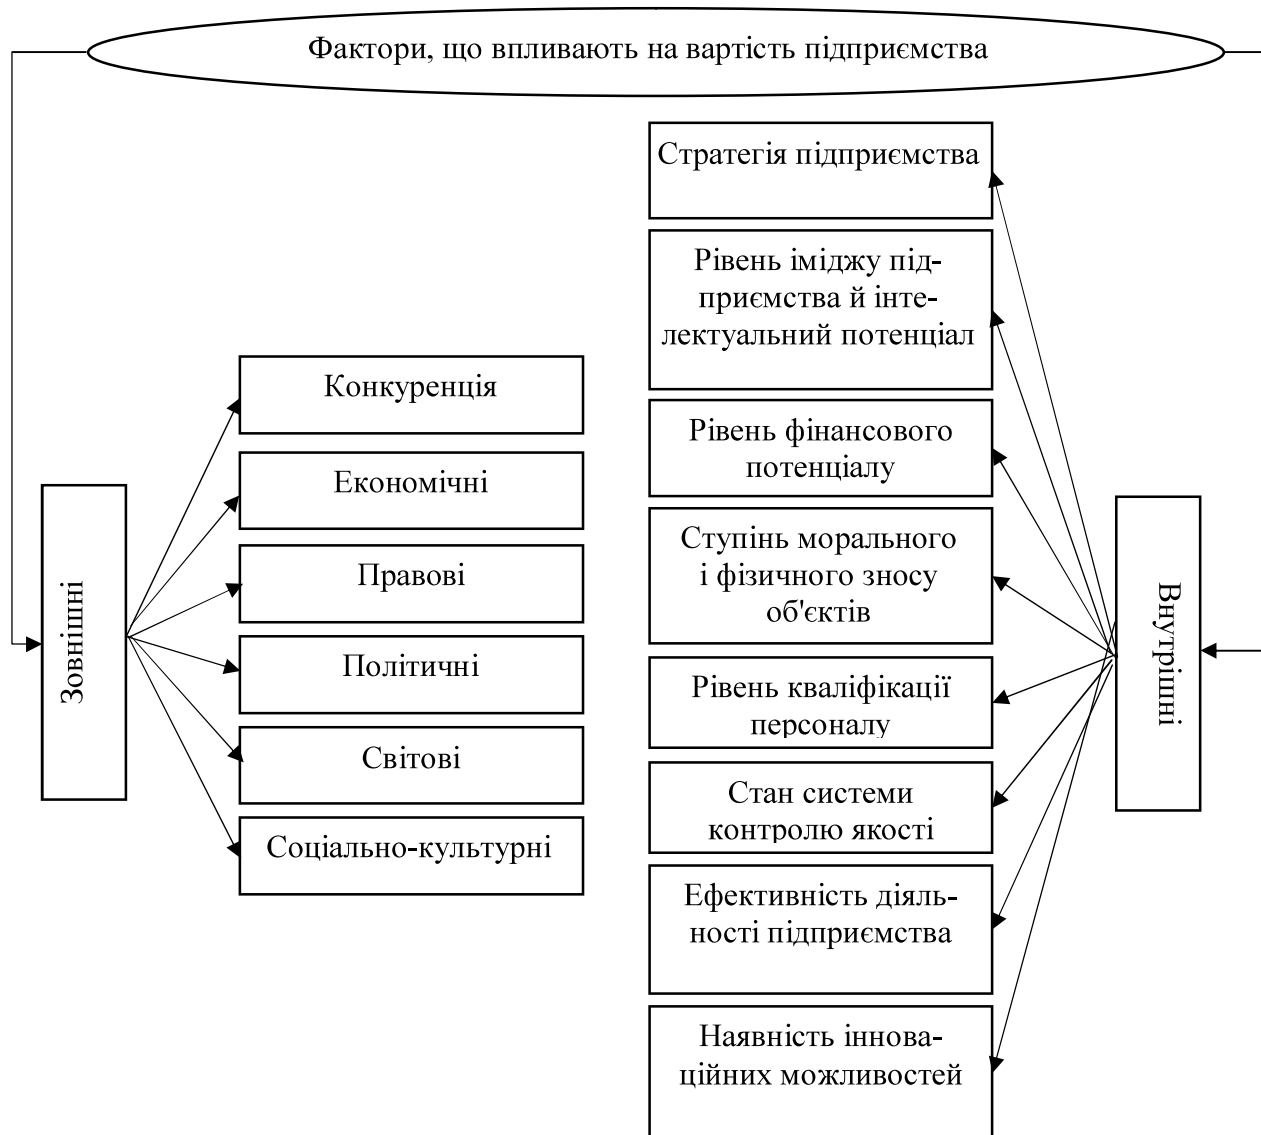 Фактори, що впливають на вартість підприємства
Зовнішні
Конкуренція
Економічні
Правові
Політичні
Світові
Соціально-культурні
Стратегія підприємства
Рівень іміджу під-
приємства й інте-
лектуальний потенціал
Рівень фінансового
потенціалу
Ступінь морального
і фізичного зносу
об'єктів
Рівень кваліфікації
персоналу
Стан системи
контролю якості
Ефективність діяль-
ності підприємства
Наявність іннова-
ційних можливостей
Внутрішні